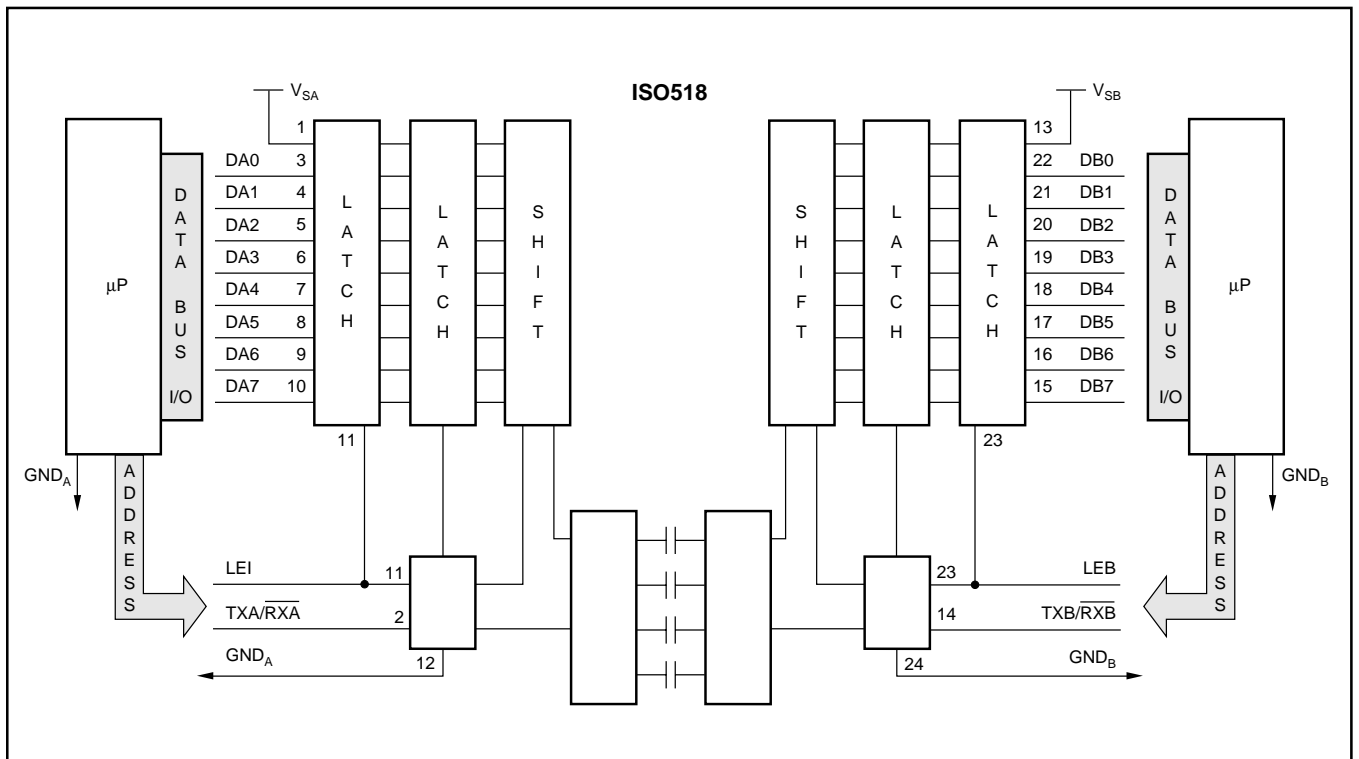 ISO518
V_SA
V_SB
1
13
DA0 3
22 DB0
DA1 4
21 DB1
DA2 5
20 DB2
DA3 6
19 DB3
DA4 7
18 DB4
DA5 8
17 DB5
DA6 9
16 DB6
DA7 10
15 DB7
μP
DATA BUS I/O
LATCH
LATCH
SHIFT
SHIFT
LATCH
LATCH
DATA BUS I/O
μP
11
23
GND_A
ADDRESS
ADDRESS
GND_B
LEI 11
23 LEB
TXA/R̅X̅A̅ 2
14 TXB/R̅X̅B̅
GND_A 12
24 GND_B